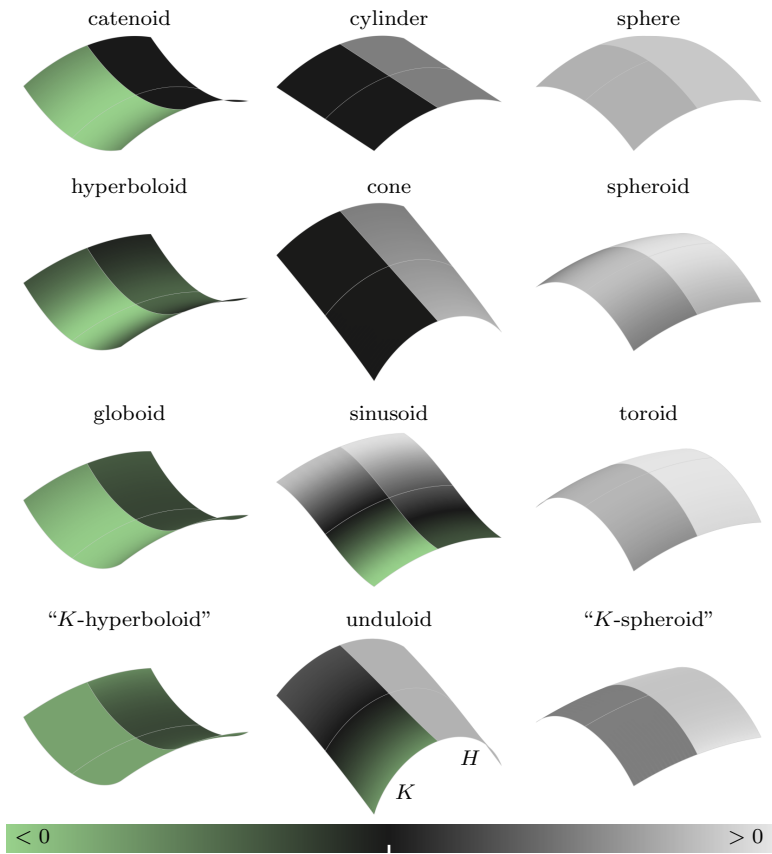 catenoid cylinder sphere
hyperboloid cone spheroid
globoid sinusoid toroid
“K-hyperboloid” unduloid “K-spheroid”
H
K
< 0 > 0